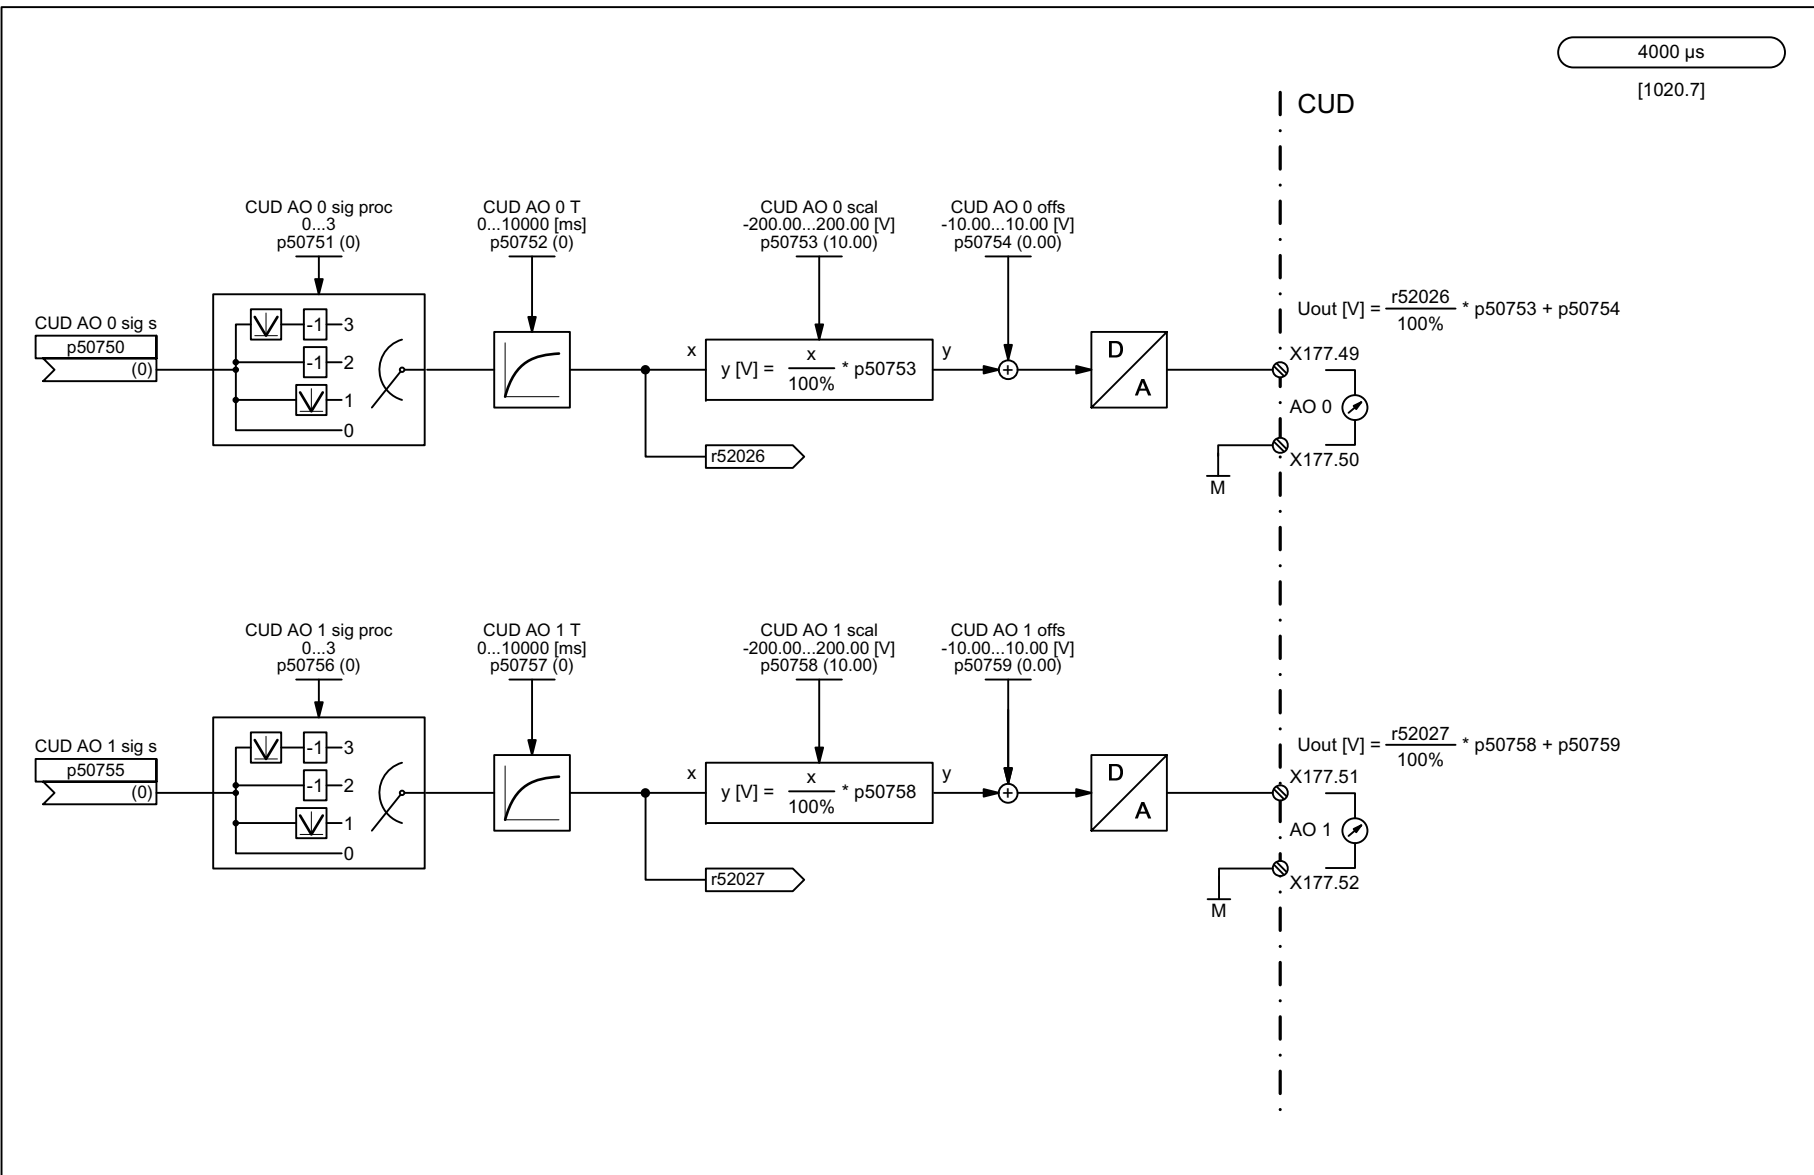 4000 µs
[1020.7]
CUD
CUD AO 0 sig proc
0...3
p50751 (0)
CUD AO 0 T
0...10000 [ms]
p50752 (0)
CUD AO 0 scal
-200.00...200.00 [V]
p50753 (10.00)
CUD AO 0 offs
-10.00...10.00 [V]
p50754 (0.00)
CUD AO 0 sig s
p50750
(0)
-1 3
-1 2
1
0
x
y [V] = x / 100% * p50753
y
+
D
A
r52026
Uout [V] = r52026 / 100% * p50753 + p50754
X177.49
AO 0
X177.50
M
CUD AO 1 sig proc
0...3
p50756 (0)
CUD AO 1 T
0...10000 [ms]
p50757 (0)
CUD AO 1 scal
-200.00...200.00 [V]
p50758 (10.00)
CUD AO 1 offs
-10.00...10.00 [V]
p50759 (0.00)
CUD AO 1 sig s
p50755
(0)
-1 3
-1 2
1
0
x
y [V] = x / 100% * p50758
y
+
D
A
r52027
Uout [V] = r52027 / 100% * p50758 + p50759
X177.51
AO 1
X177.52
M